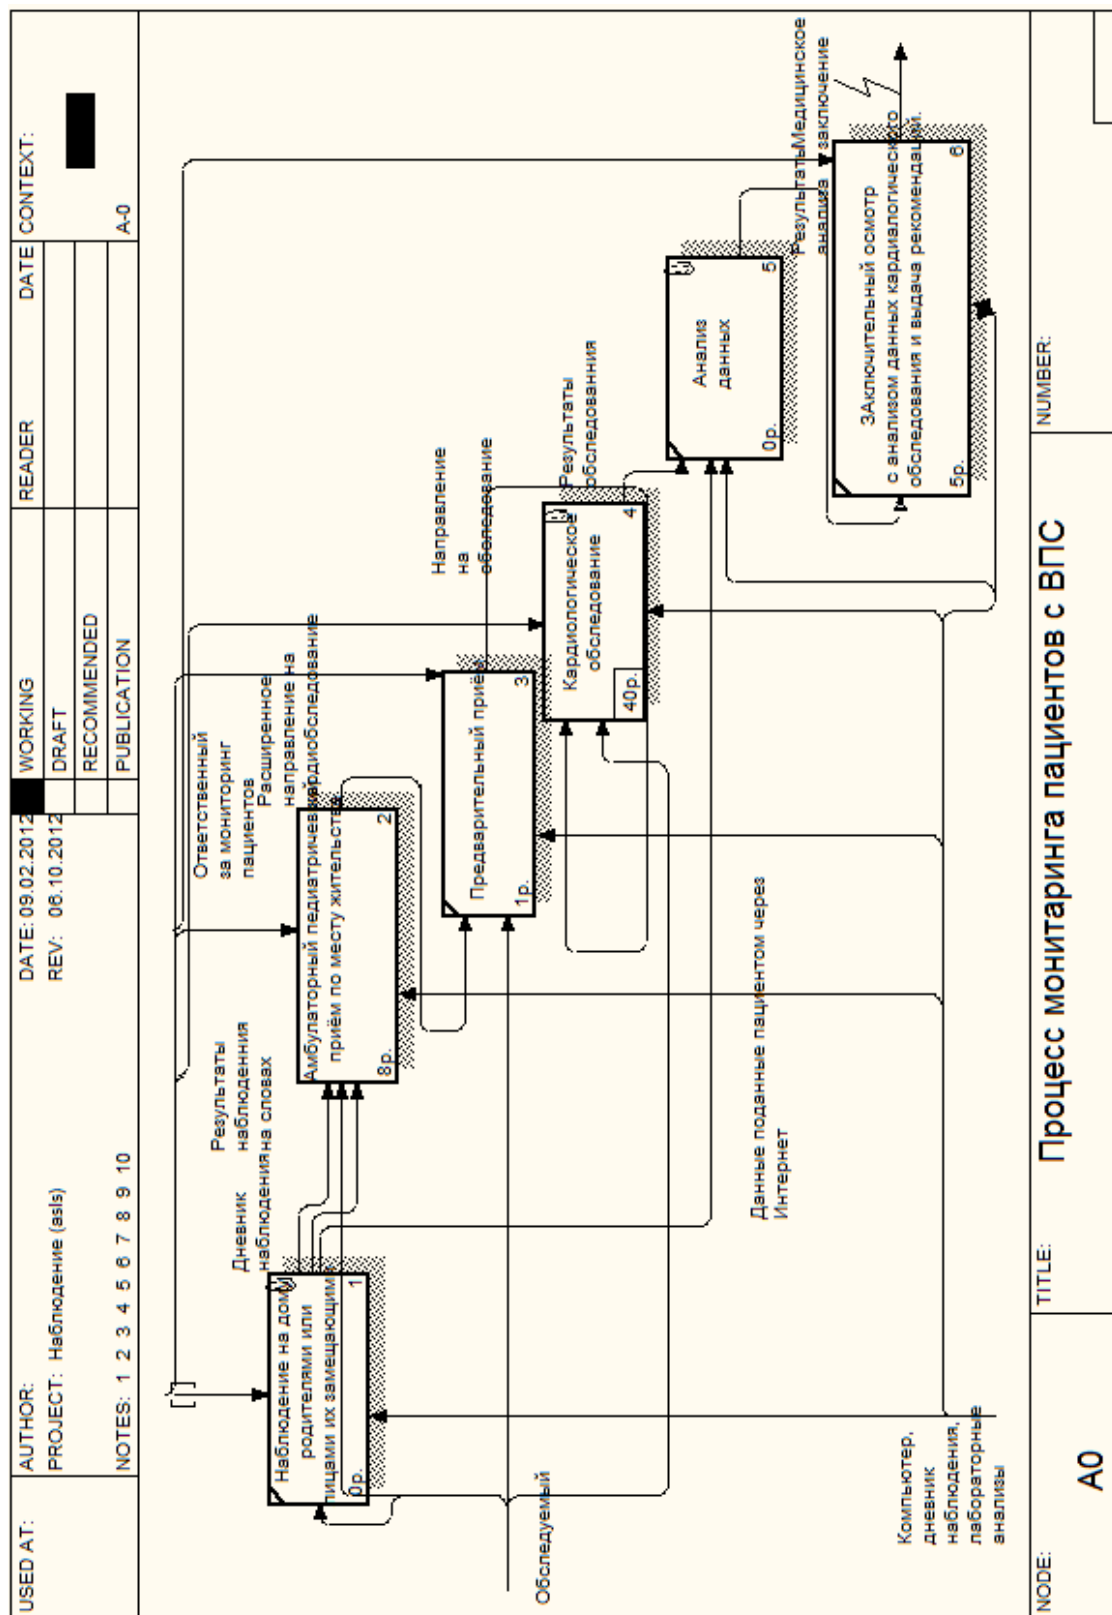 USED AT:
AUTHOR:
PROJECT: Наблюдение (asis)
NOTES: 1 2 3 4 5 6 7 8 9 10
DATE: 09.02.2012
REV: 06.10.2012
WORKING
DRAFT
RECOMMENDED
PUBLICATION
READER
DATE
CONTEXT:
A-0
Ответственный
за мониторинг
пациентов
Наблюдение на дому
родителями или
лицами их замещающими
0р.
1
Дневник
наблюдения
Результаты
наблюденния
на словах
Амбулаторный педиатрический
приём по месту жительства
8р.
2
Расширенное
направление на
кардиобследование
Предварительный приём
1р.
3
Направление
на
обследование
Кардиологическое
обследование
40р.
4
Результаты
обследованния
Анализ
данных
0р.
5
Результаты
анализа
Медицинское
заключение
ЗАключительный осмотр
с анализом данных кардиалогического
обследования и выдача рекомендаций.
5р.
6
Обследуемый
Данные поданные пациентом через
Интернет
Компьютер,
дневник
наблюдения,
лабораторные
анализы
NODE:
A0
TITLE:
Процесс монитаринга пациентов с ВПС
NUMBER: